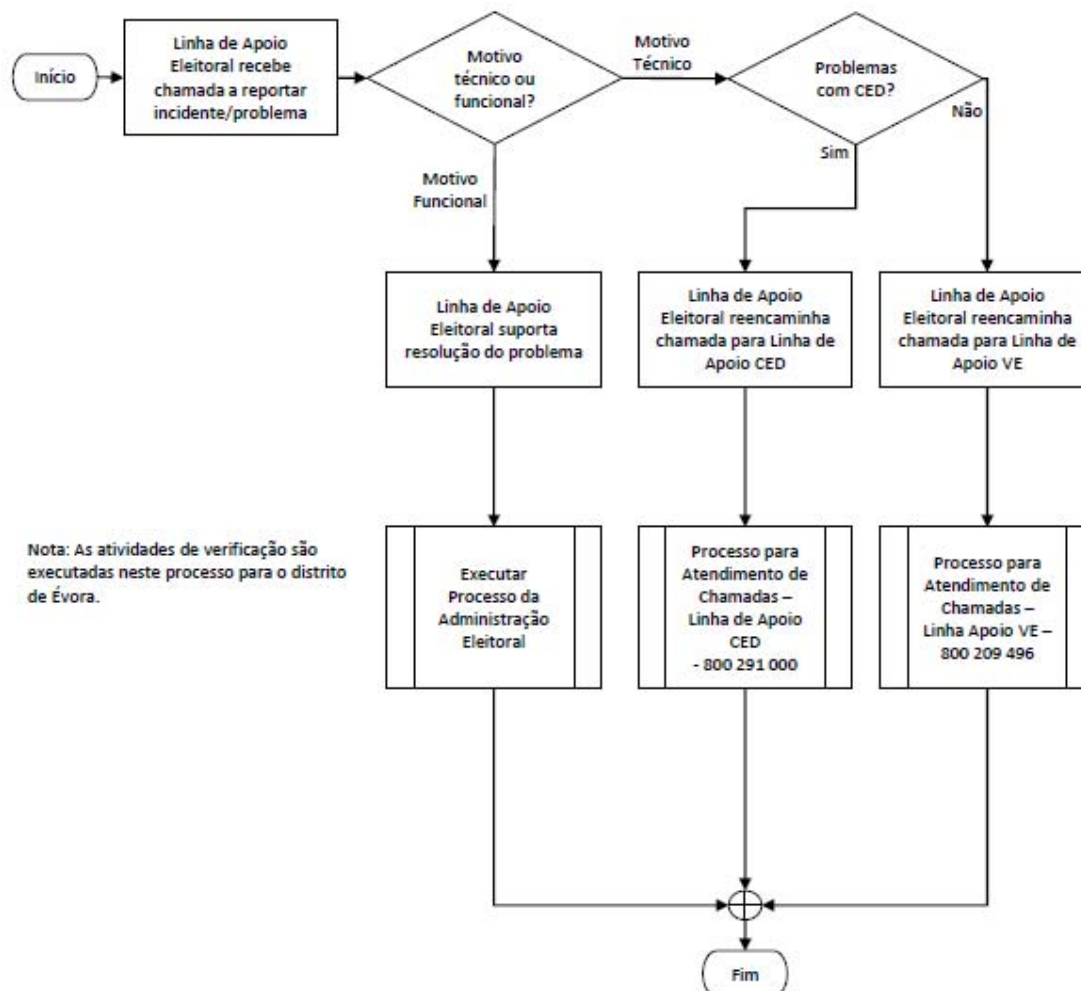 Início
Linha de Apoio
Eleitoral recebe
chamada a reportar
incidente/problema
Motivo
técnico ou
funcional?
Motivo
Técnico
Problemas
com CED?
Não
Sim
Motivo
Funcional
Linha de Apoio
Eleitoral suporta
resolução do problema
Linha de Apoio
Eleitoral reencaminha
chamada para Linha de
Apoio CED
Linha de Apoio
Eleitoral reencaminha
chamada para Linha de
Apoio VE
Nota: As atividades de verificação são
executadas neste processo para o distrito
de Évora.
Executar
Processo da
Administração
Eleitoral
Processo para
Atendimento de
Chamadas –
Linha de Apoio
CED
- 800 291 000
Processo para
Atendimento de
Chamadas –
Linha Apoio VE –
800 209 496
Fim